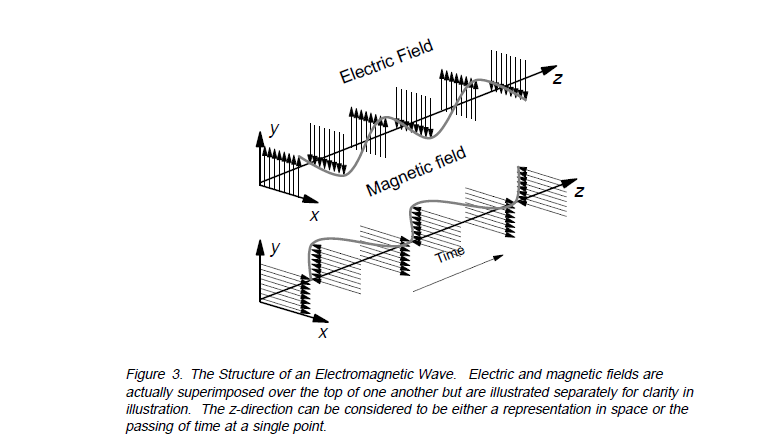 Electric Field
z
y
x
Magnetic field
z
y
x
Time
Figure 3. The Structure of an Electromagnetic Wave. Electric and magnetic fields are
actually superimposed over the top of one another but are illustrated separately for clarity in
illustration. The z-direction can be considered to be either a representation in space or the
passing of time at a single point.